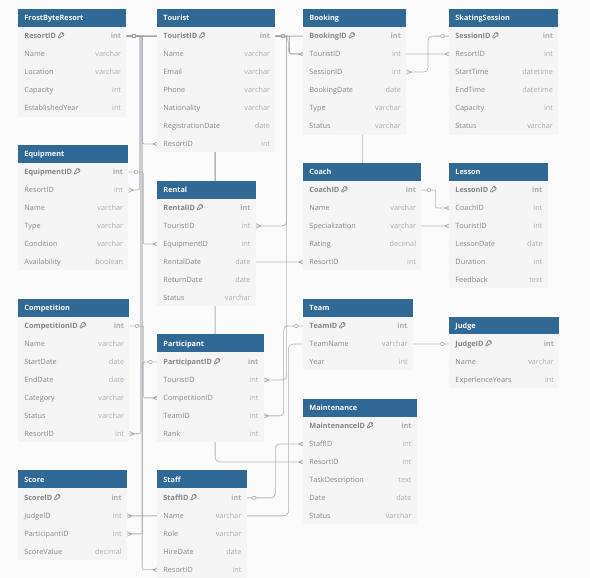 FrostByteResort
ResortID int
Name varchar
Location varchar
Capacity int
EstablishedYear int
Tourist
TouristID int
Name varchar
Email varchar
Phone varchar
Nationality varchar
RegistrationDate date
ResortID int
Booking
BookingID int
TouristID int
SessionID int
BookingDate date
Type varchar
Status varchar
SkatingSession
SessionID int
ResortID int
StartTime datetime
EndTime datetime
Capacity int
Status varchar
Equipment
EquipmentID int
ResortID int
Name varchar
Type varchar
Condition varchar
Availability boolean
Rental
RentalID int
TouristID int
EquipmentID int
RentalDate date
ReturnDate date
Status varchar
Coach
CoachID int
Name varchar
Specialization varchar
Rating decimal
ResortID int
Lesson
LessonID int
CoachID int
TouristID int
LessonDate date
Duration int
Feedback text
Competition
CompetitionID int
Name varchar
StartDate date
EndDate date
Category varchar
Status varchar
ResortID int
Participant
ParticipantID int
TouristID int
CompetitionID int
TeamID int
Rank int
Team
TeamID int
TeamName varchar
Year int
Judge
JudgeID int
Name varchar
ExperienceYears int
Maintenance
MaintenanceID int
StaffID int
ResortID int
TaskDescription text
Date date
Status varchar
Score
ScoreID int
JudgeID int
ParticipantID int
ScoreValue decimal
Staff
StaffID int
Name varchar
Role varchar
HireDate date
ResortID int